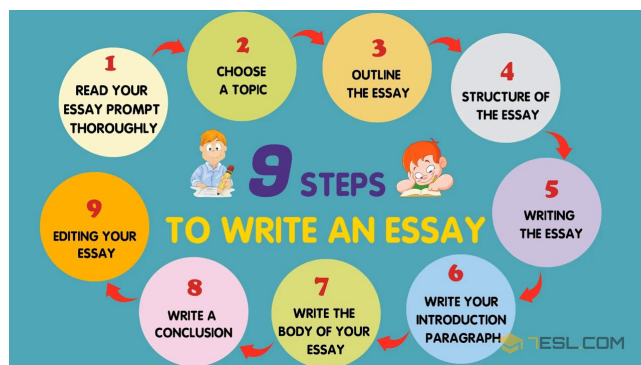 1
READ YOUR
ESSAY PROMPT
THOROUGHLY
2
CHOOSE
A TOPIC
3
OUTLINE
THE ESSAY
4
STRUCTURE OF
THE ESSAY
9 STEPS
TO WRITE AN ESSAY
5
WRITING
THE ESSAY
6
WRITE YOUR
INTRODUCTION
PARAGRAPH
7
WRITE THE
BODY OF YOUR
ESSAY
8
WRITE A
CONCLUSION
9
EDITING YOUR
ESSAY
7ESL.COM